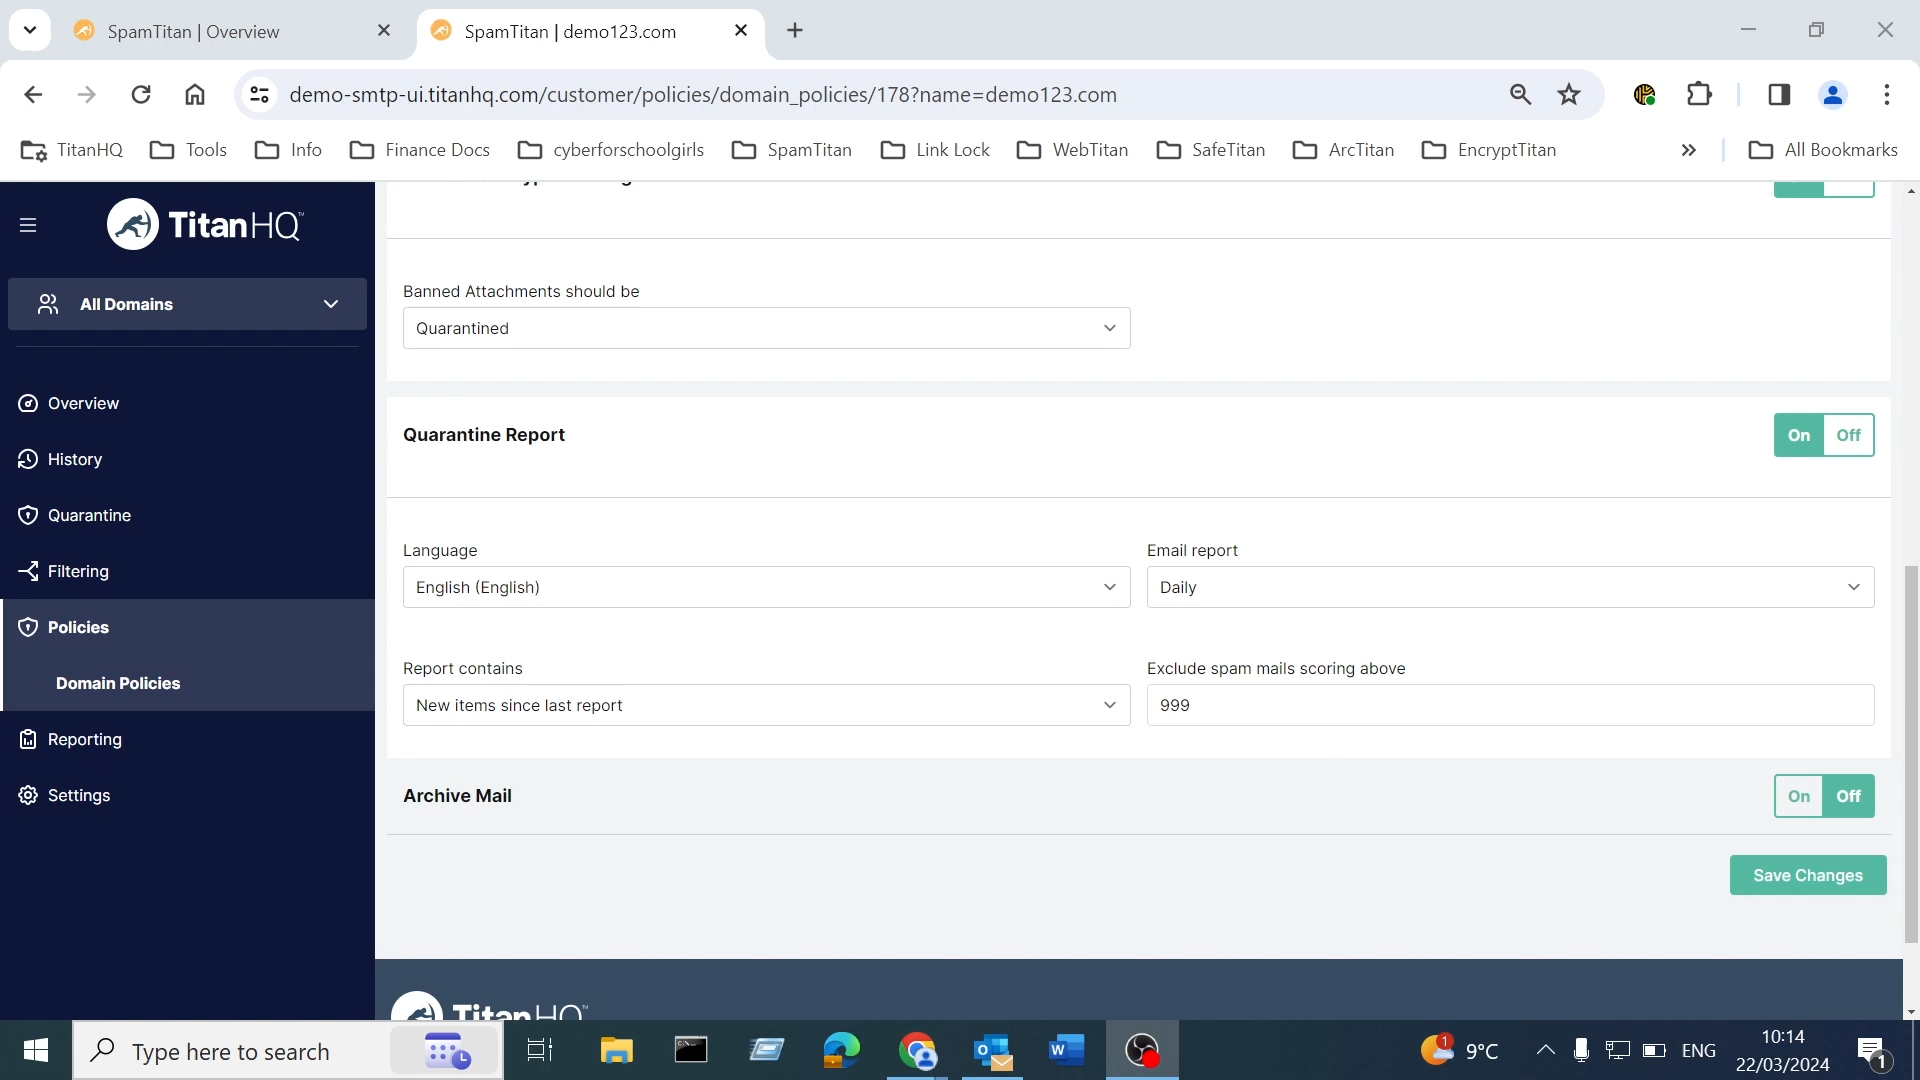 SpamTitan | Overview
SpamTitan | demo123.com
demo-smtp-ui.titanhq.com/customer/policies/domain_policies/178?name=demo123.com
TitanHQ
Tools
Info
Finance Docs
cyberforschoolgirls
SpamTitan
Link Lock
WebTitan
SafeTitan
ArcTitan
EncryptTitan
All Bookmarks
TitanHQ™
All Domains
Overview
History
Quarantine
Filtering
Policies
Domain Policies
Reporting
Settings
Banned Attachments should be
Quarantined
Quarantine Report
On Off
Language
English (English)
Email report
Daily
Report contains
New items since last report
Exclude spam mails scoring above
999
Archive Mail
On Off
Save Changes
TitanHQ™
Type here to search
1
9°C
ENG
10:14
22/03/2024
1